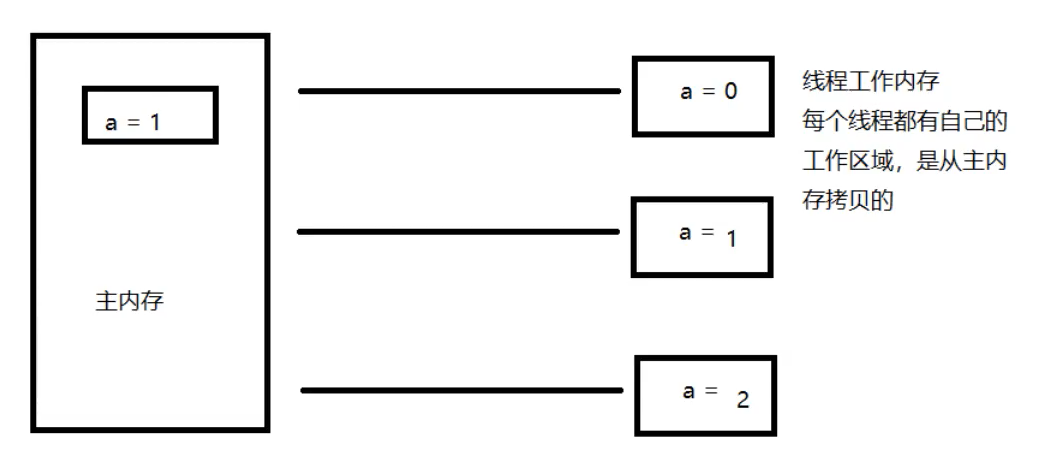 a = 1
主内存
a = 0
a = 1
a = 2
线程工作内存
每个线程都有自己的
工作区域，是从主内
存拷贝的